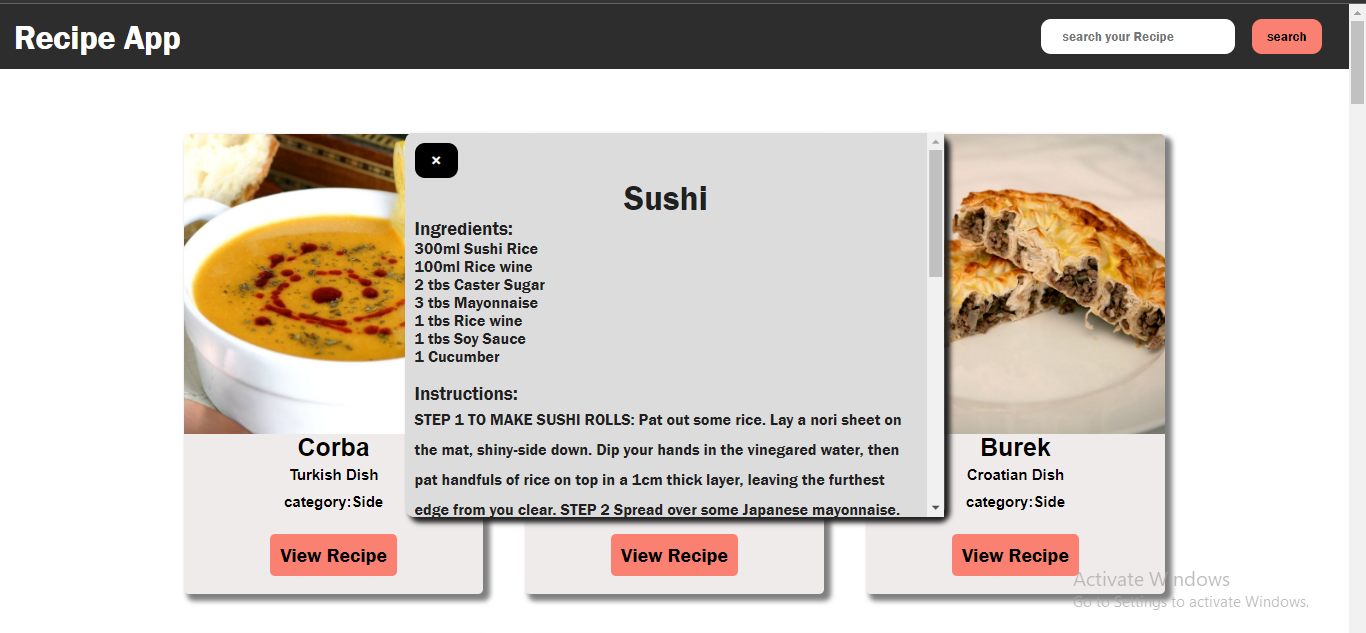 Recipe App
search your Recipe
search
×
Sushi
Ingredients:
300ml Sushi Rice
100ml Rice wine
2 tbs Caster Sugar
3 tbs Mayonnaise
1 tbs Rice wine
1 tbs Soy Sauce
1 Cucumber
Instructions:
STEP 1 TO MAKE SUSHI ROLLS: Pat out some rice. Lay a nori sheet on
the mat, shiny-side down. Dip your hands in the vinegared water, then
pat handfuls of rice on top in a 1cm thick layer, leaving the furthest
edge from you clear. STEP 2 Spread over some Japanese mayonnaise.
Corba
Turkish Dish
category:Side
View Recipe
View Recipe
Burek
Croatian Dish
category:Side
View Recipe
Activate Windows
Go to Settings to activate Windows.